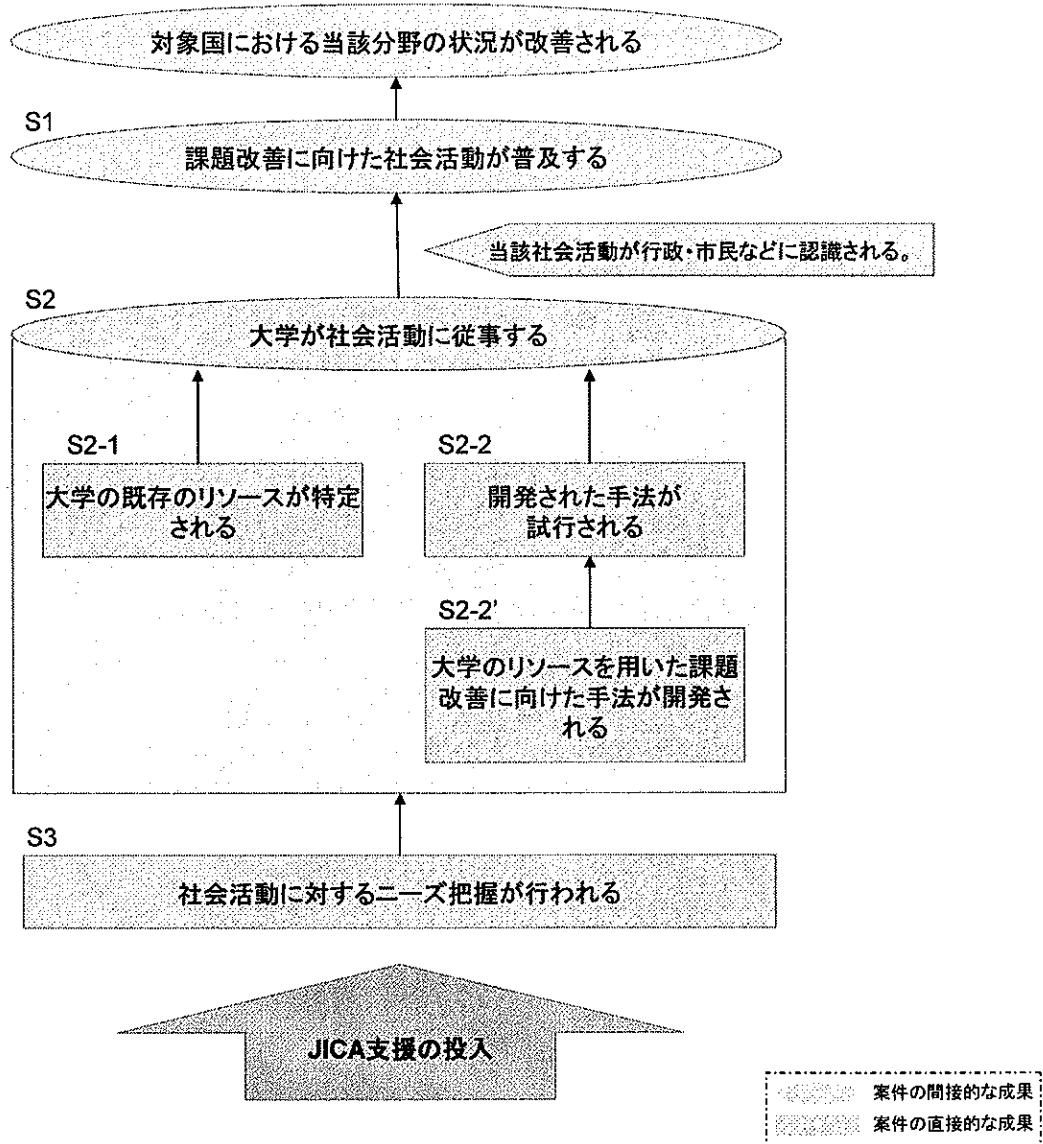 対象国における当該分野の状況が改善される
S1
課題改善に向けた社会活動が普及する
当該社会活動が行政・市民などに認識される。
S2
大学が社会活動に従事する
S2-1
大学の既存のリソースが特定
される
S2-2
開発された手法が
試行される
S2-2'
大学のリソースを用いた課題
改善に向けた手法が開発さ
れる
S3
社会活動に対するニーズ把握が行われる
JICA支援の投入
案件の間接的な成果
案件の直接的な成果